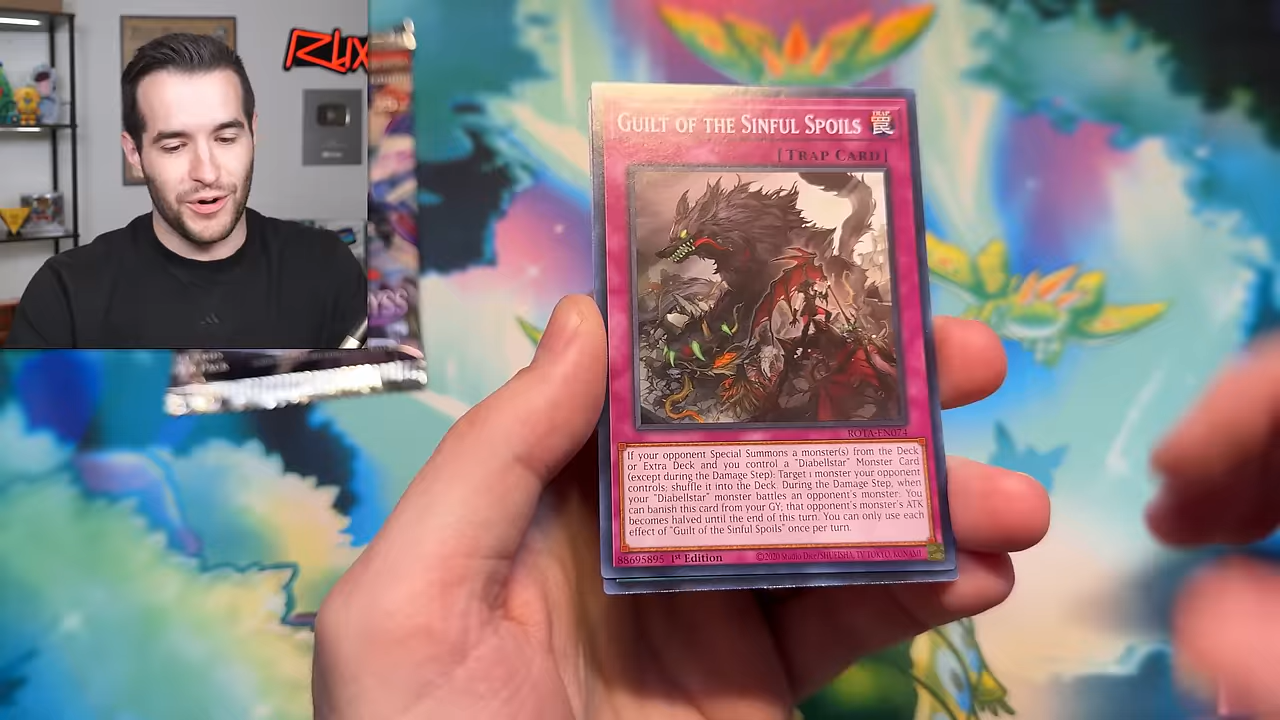 Rux
GUILT OF THE SINFUL SPOILS
TRAP
罠
[TRAP CARD]
ROTA-EN074
If your opponent Special Summons a monster(s) from the Deck
or Extra Deck and you control a "Diabellstar" Monster Card
(except during the Damage Step): Target 1 monster your opponent
controls; shuffle it into the Deck. During the Damage Step, when
your "Diabellstar" monster battles an opponent's monster: You
can banish this card from your GY; that opponent's monster's ATK
becomes halved until the end of this turn. You can only use each
effect of "Guilt of the Sinful Spoils" once per turn.
88695895 1st Edition
©2020 Studio Dice/SHUEISHA, TV TOKYO, KONAMI
YSS
PACK